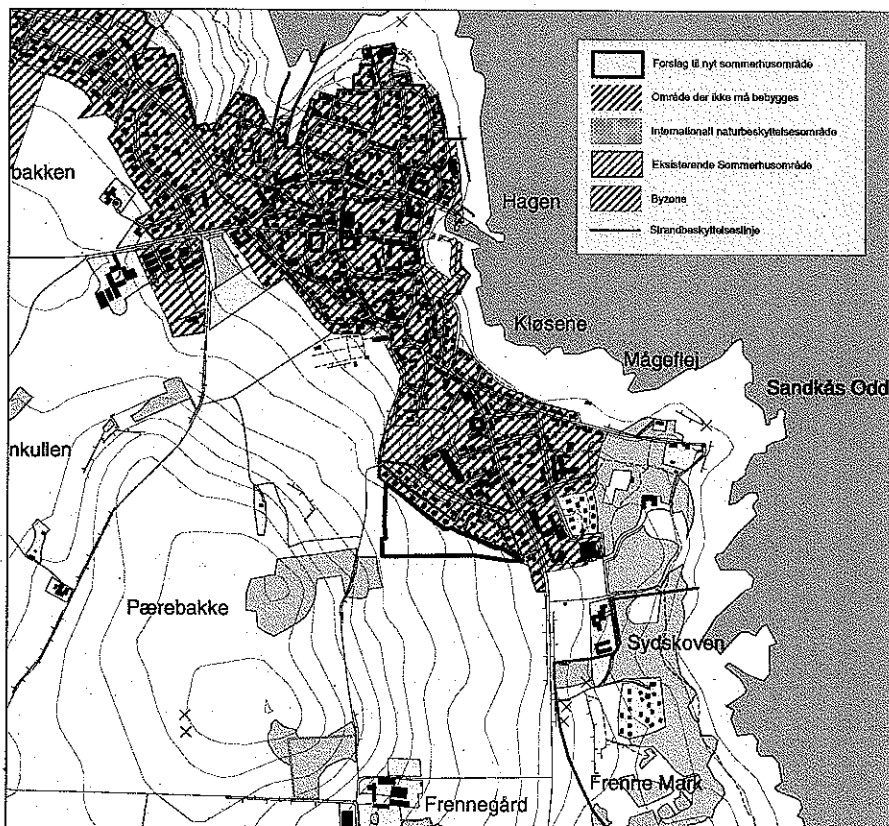 Forslag til nyt sommerhusområde
Område der ikke må bebygges
Internationalt naturbeskyttelsesområde
Eksisterende Sommerhusområde
Byzone
Strandbeskyttelseslinje
bakken
Hagen
Kløsene
Mågeflej
Sandkås Odd
nkullen
Pærebakke
Sydskoven
Frenne Mark
Frennegård